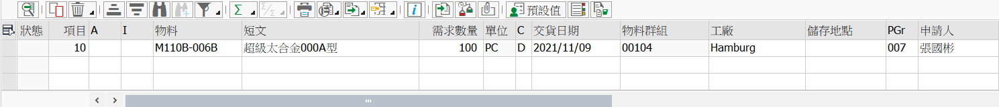 預設值
狀態 項目 A I 物料 短文 需求數量 單位 C 交貨日期 物料群組 工廠 儲存地點 PGr 申請人
10 M110B-006B 超級太合金000A型 100 PC D 2021/11/09 00104 Hamburg 007 張國彬